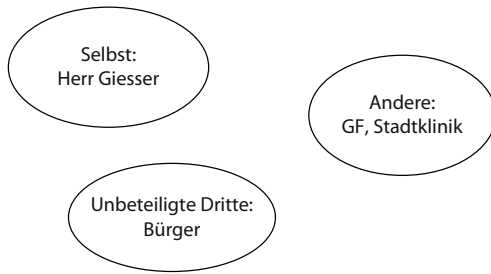 Selbst:
Herr Giesser
Andere:
GF, Stadtklinik
Unbeteiligte Dritte:
Bürger